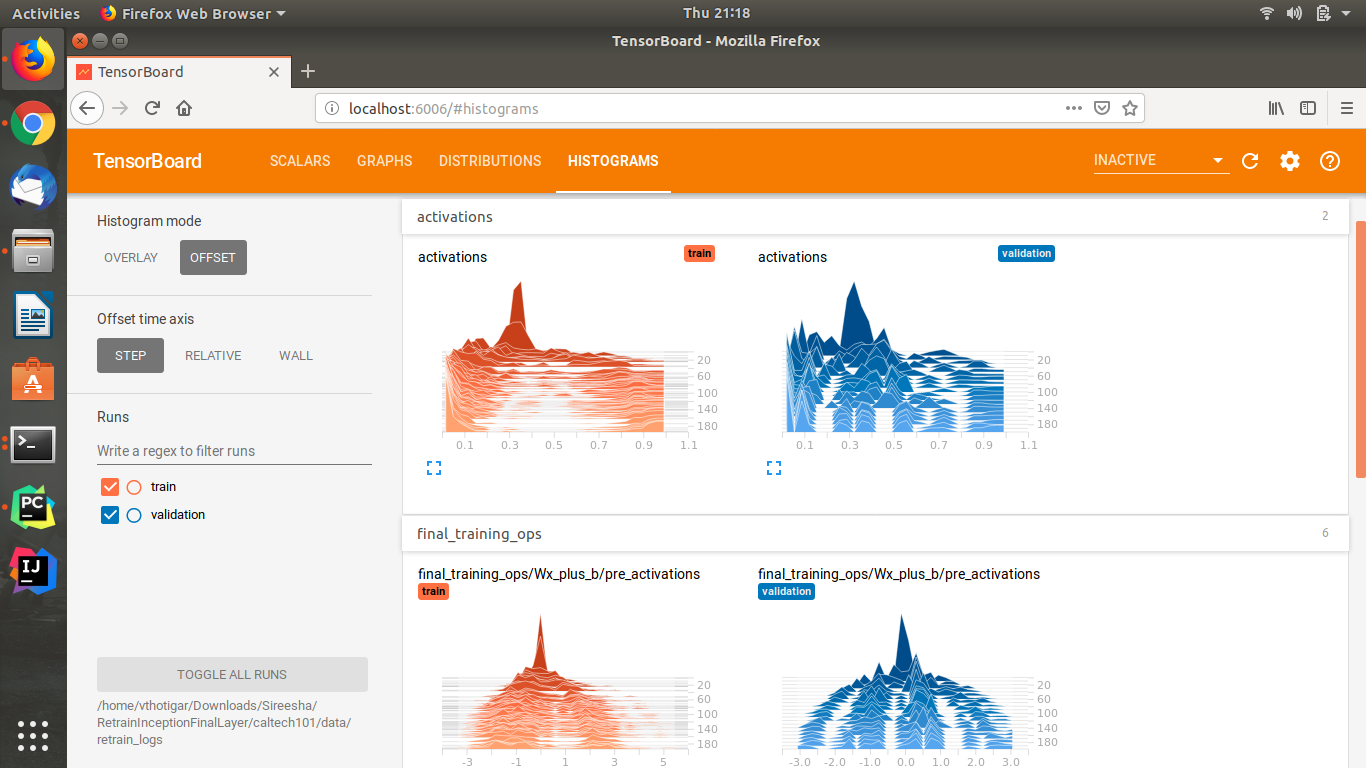 Activities Firefox Web Browser Thu 21:18
TensorBoard - Mozilla Firefox
TensorBoard
localhost:6006/#histograms
TensorBoard SCALARS GRAPHS DISTRIBUTIONS HISTOGRAMS INACTIVE
Histogram mode
OVERLAY OFFSET
Offset time axis
STEP RELATIVE WALL
Runs
Write a regex to filter runs
train
validation
TOGGLE ALL RUNS
/home/vthotigar/Downloads/Sireesha/
RetrainInceptionFinalLayer/caltech101/data/
retrain_logs
activations 2
activations train
20
60
100
140
180
0.1 0.3 0.5 0.7 0.9 1.1
activations validation
20
60
100
140
180
0.1 0.3 0.5 0.7 0.9 1.1
final_training_ops 6
final_training_ops/Wx_plus_b/pre_activations
train
20
60
100
140
180
-3 -1 1 3 5
final_training_ops/Wx_plus_b/pre_activations
validation
20
60
100
140
180
-3.0 -2.0 -1.0 0.0 1.0 2.0 3.0
PC
IJ